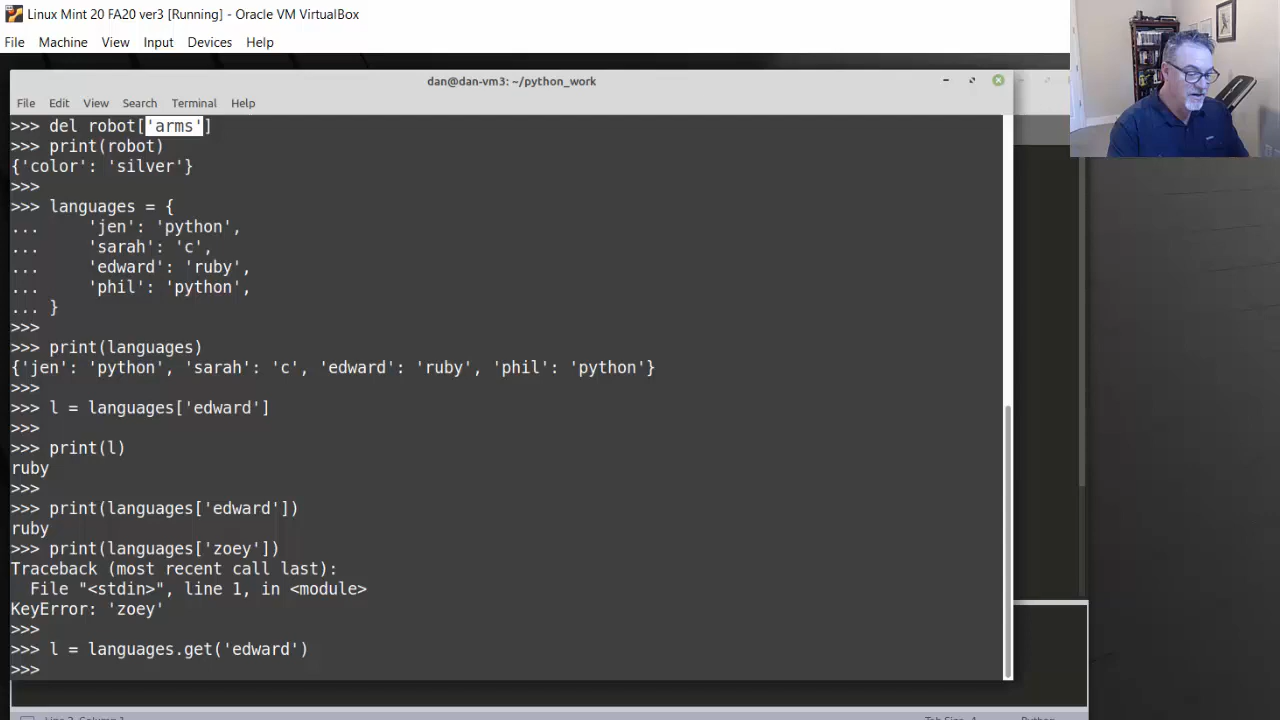 Linux Mint 20 FA20 ver3 [Running] - Oracle VM VirtualBox
File Machine View Input Devices Help
dan@dan-vm3: ~/python_work
File Edit View Search Terminal Help
>>> del robot['arms']
>>> print(robot)
{'color': 'silver'}
>>>
>>> languages = {
...     'jen': 'python',
...     'sarah': 'c',
...     'edward': 'ruby',
...     'phil': 'python',
... }
>>>
>>> print(languages)
{'jen': 'python', 'sarah': 'c', 'edward': 'ruby', 'phil': 'python'}
>>>
>>> l = languages['edward']
>>>
>>> print(l)
ruby
>>>
>>> print(languages['edward'])
ruby
>>> print(languages['zoey'])
Traceback (most recent call last):
  File "<stdin>", line 1, in <module>
KeyError: 'zoey'
>>>
>>> l = languages.get('edward')
>>>